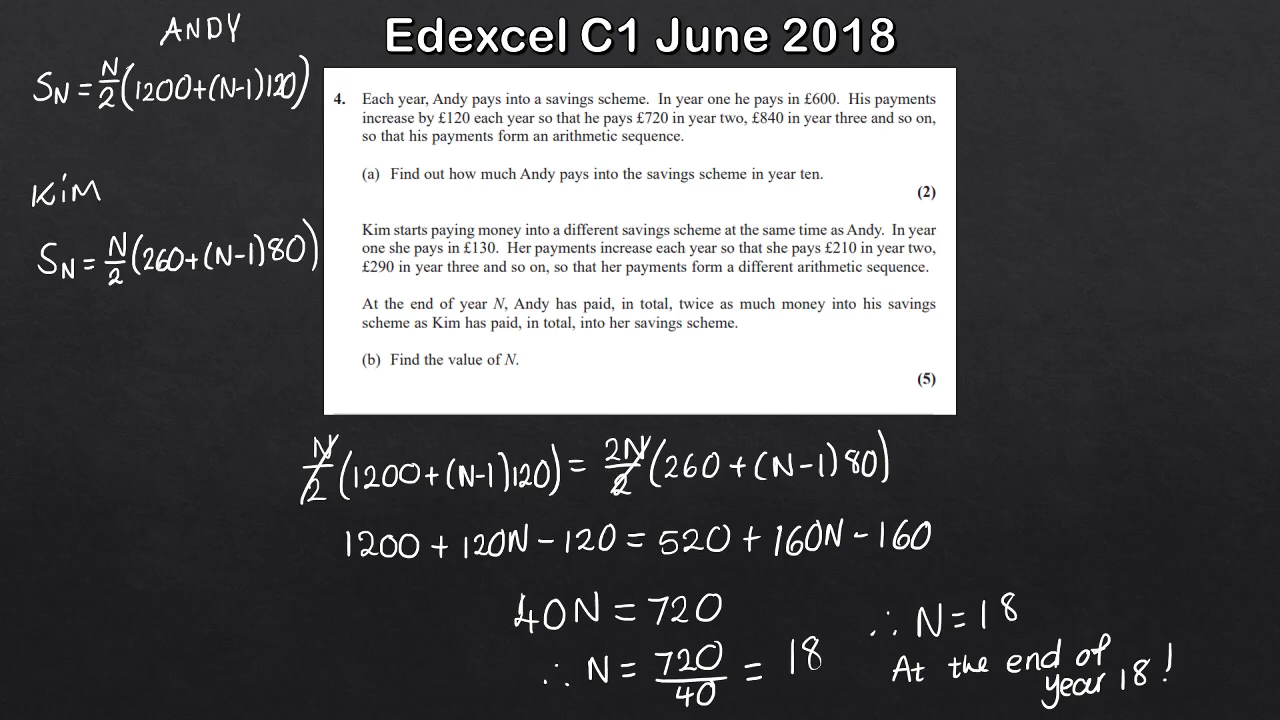 ANDY
Edexcel C1 June 2018
S_N = N/2 (1200+(N-1)120)
KiM
S_N = N/2 (260+(N-1)80)
4. Each year, Andy pays into a savings scheme. In year one he pays in £600. His payments
increase by £120 each year so that he pays £720 in year two, £840 in year three and so on,
so that his payments form an arithmetic sequence.
(a) Find out how much Andy pays into the savings scheme in year ten.
(2)
Kim starts paying money into a different savings scheme at the same time as Andy. In year
one she pays in £130. Her payments increase each year so that she pays £210 in year two,
£290 in year three and so on, so that her payments form a different arithmetic sequence.
At the end of year N, Andy has paid, in total, twice as much money into his savings
scheme as Kim has paid, in total, into her savings scheme.
(b) Find the value of N.
(5)
N/2 (1200+(N-1)120) = 2N/2 (260+(N-1)80)
1200 + 120N - 120 = 520 + 160N - 160
40N = 720
∴ N = 720/40 = 18
∴ N = 18
At the end of
year 18!